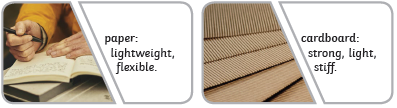 paper:
lightweight,
flexible.
cardboard:
strong, light,
stiff.